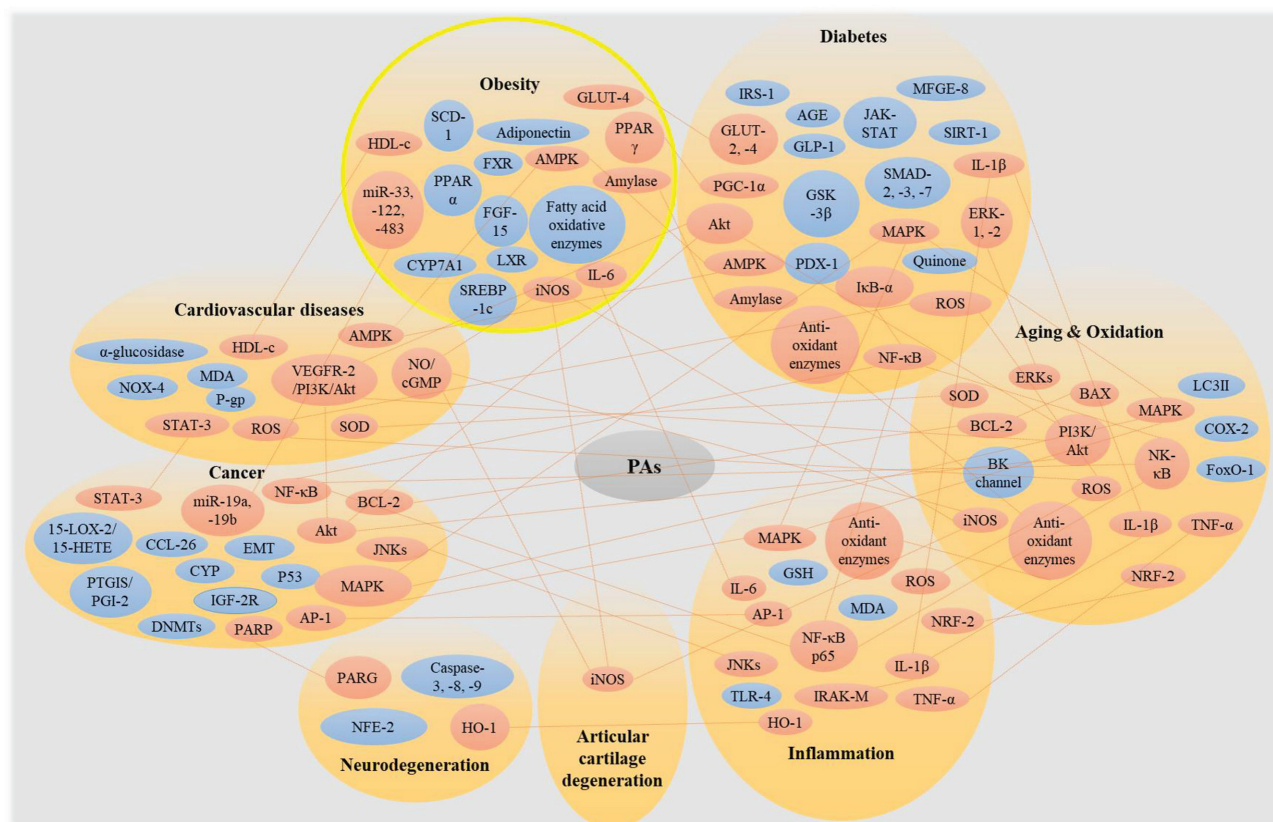 Obesity
GLUT-4
SCD-
1
Adiponectin
HDL-c
PPAR
γ
FXR
AMPK
Amylase
miR-33,
-122,
-483
PPAR
α
FGF-
15
Fatty acid
oxidative
enzymes
CYP7A1
LXR
IL-6
SREBP
-1c
iNOS
Diabetes
IRS-1
MFGE-8
AGE
JAK-
STAT
GLUT-
2, -4
GLP-1
SIRT-1
IL-1β
PGC-1α
GSK
-3β
SMAD-
2, -3, -7
Akt
MAPK
ERK-
1, -2
AMPK
PDX-1
Quinone
Amylase
IκB-α
ROS
Anti-
oxidant
enzymes
NF-κB
Cardiovascular diseases
AMPK
α-glucosidase
HDL-c
NOX-4
MDA
VEGFR-2
/PI3K/Akt
NO/
cGMP
P-gp
STAT-3
ROS
SOD
Aging & Oxidation
ERKs
LC3II
SOD
BAX
MAPK
BCL-2
PI3K/
Akt
COX-2
BK
channel
NK-
κB
FoxO-1
ROS
iNOS
Anti-
oxidant
enzymes
IL-1β
TNF-α
NRF-2
PAs
Cancer
STAT-3
miR-19a,
-19b
NF-κB
BCL-2
15-LOX-2/
15-HETE
Akt
CCL-26
EMT
JNKs
CYP
P53
MAPK
PTGIS/
PGI-2
IGF-2R
DNMTs
PARP
AP-1
MAPK
Anti-
oxidant
enzymes
GSH
IL-6
ROS
AP-1
MDA
NRF-2
NF-κB
p65
JNKs
IL-1β
TLR-4
IRAK-M
TNF-α
HO-1
Inflammation
PARG
Caspase-
3, -8, -9
NFE-2
HO-1
Neurodegeneration
iNOS
Articular
cartilage
degeneration